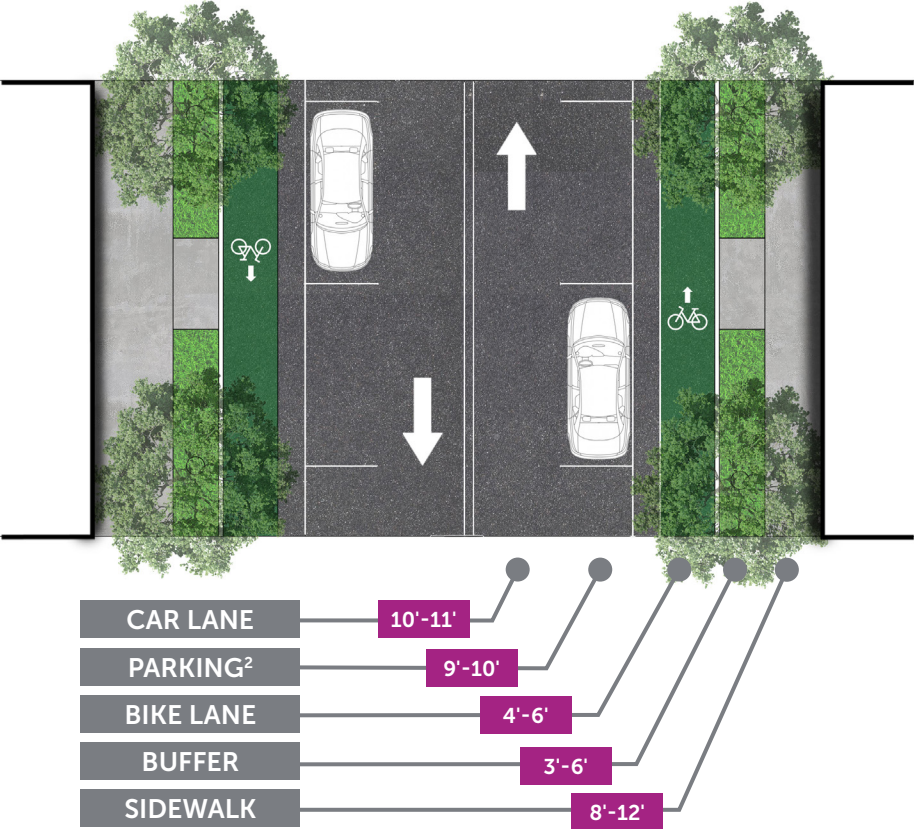 CAR LANE 10'-11'
PARKING² 9'-10'
BIKE LANE 4'-6'
BUFFER 3'-6'
SIDEWALK 8'-12'